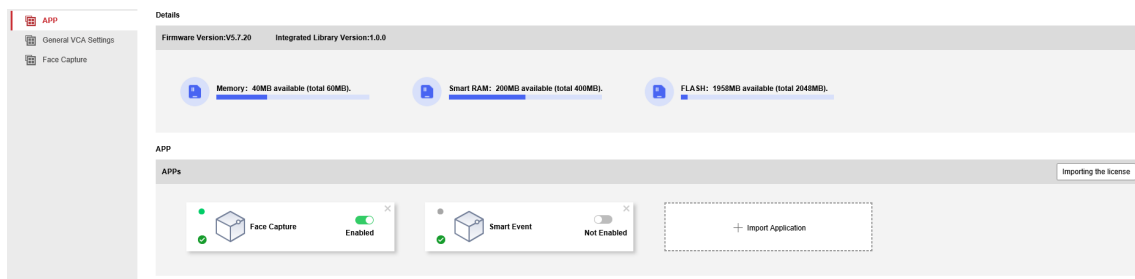 APP
General VCA Settings
Face Capture
Details
Firmware Version:V5.7.20 Integrated Library Version:1.0.0
Memory: 40MB available (total 60MB). Smart RAM: 200MB available (total 400MB). FLASH: 1958MB available (total 2048MB).
APP
APPs Importing the license
Face Capture Enabled
Smart Event Not Enabled
Import Application